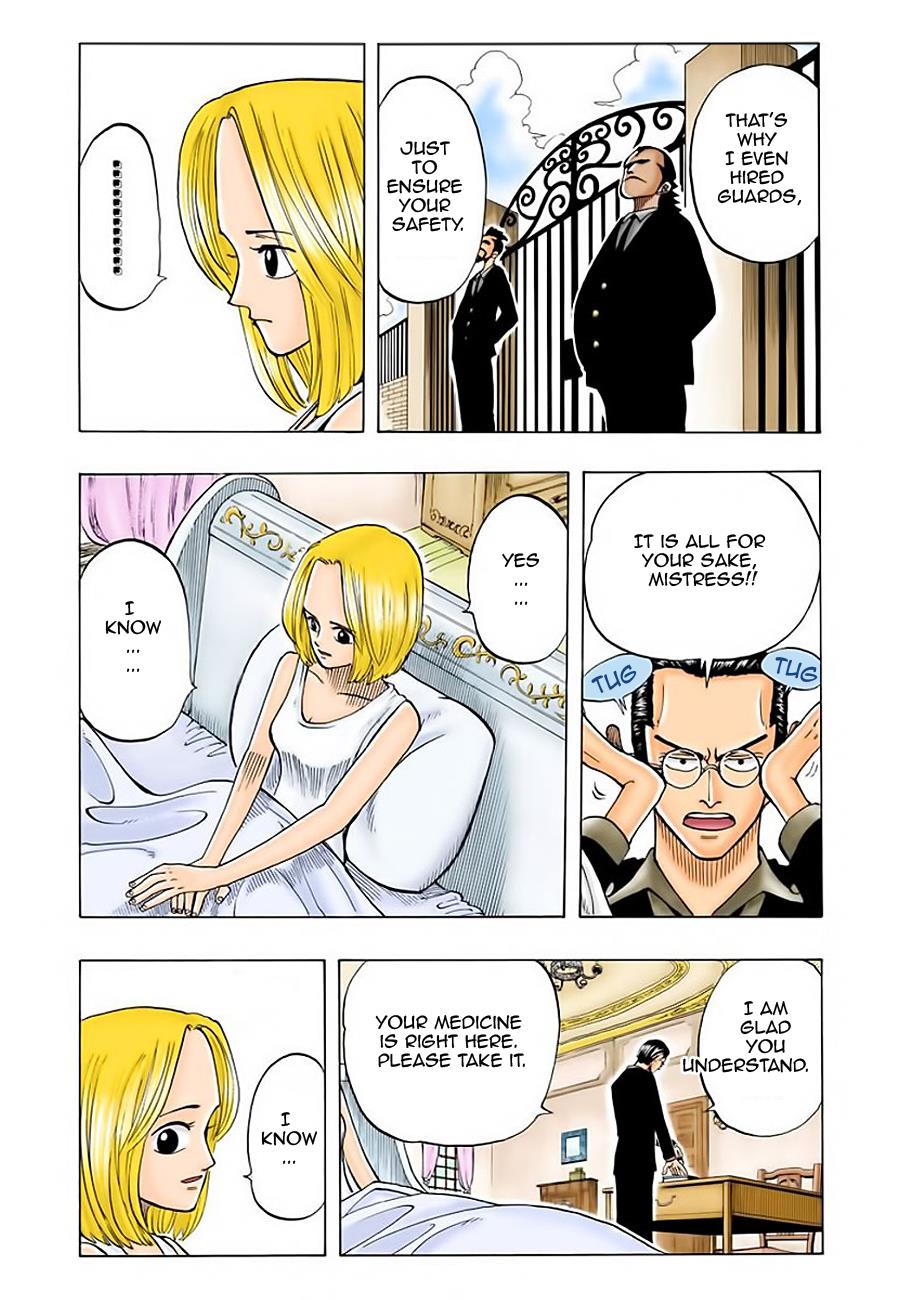 THAT'S
WHY
I EVEN
HIRED
GUARDS,
JUST
TO
ENSURE
YOUR
SAFETY.
............
IT IS ALL FOR
YOUR SAKE,
MISTRESS!!
TUG
TUG
YES
...
...
I
KNOW
...
...
I AM
GLAD
YOU
UNDERSTAND.
YOUR MEDICINE
IS RIGHT HERE.
PLEASE TAKE IT.
I
KNOW
...